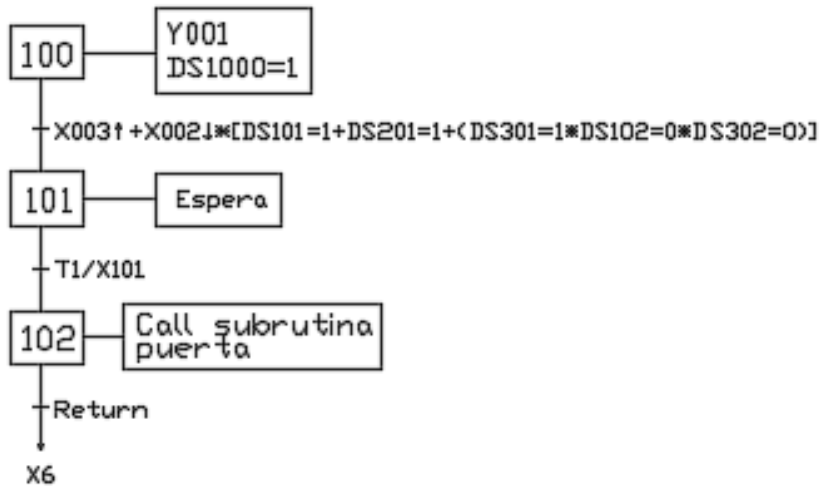 100
Y001
DS1000=1
X003↑+X002↓*[DS101=1+DS201=1+(DS301=1*DS102=0*DS302=0)]
101
Espera
T1/X101
102
Call subrutina
puerta
Return
X6